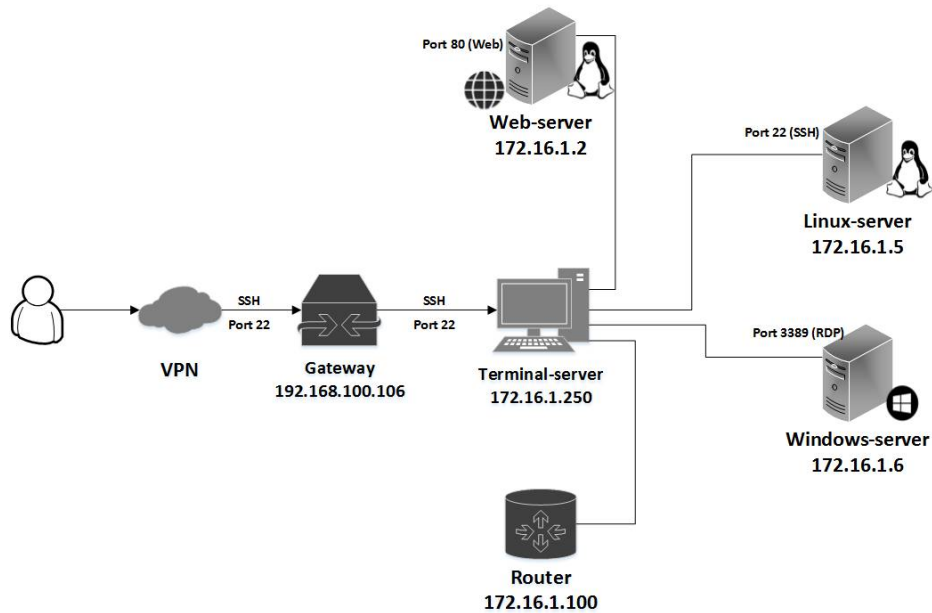 Port 80 (Web)
Web-server
172.16.1.2
Port 22 (SSH)
Linux-server
172.16.1.5
VPN
SSH
Port 22
Gateway
192.168.100.106
SSH
Port 22
Terminal-server
172.16.1.250
Port 3389 (RDP)
Windows-server
172.16.1.6
Router
172.16.1.100